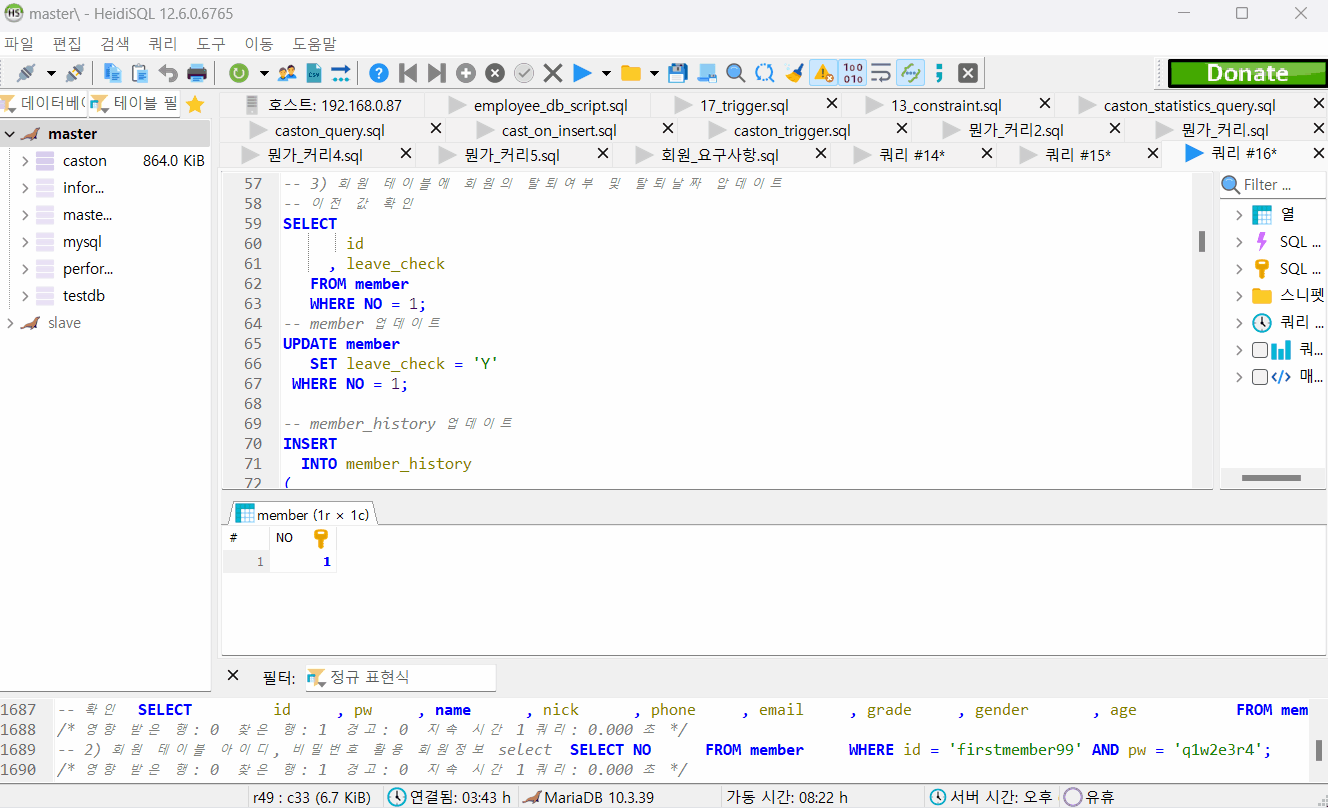 HS master\ - HeidiSQL 12.6.0.6765
파일 편집 검색 쿼리 도구 이동 도움말
Donate
테이블 필
호스트: 192.168.0.87 employee_db_script.sql 17_trigger.sql 13_constraint.sql caston_statistics_query.sql
caston_query.sql cast_on_insert.sql caston_trigger.sql 뭔가_커리2.sql 뭔가_커리.sql
뭔가_커리4.sql 뭔가_커리5.sql 회원_요구사항.sql 쿼리 #14* 쿼리 #15* 쿼리 #16*
master
caston 864.0 KiB
infor...
maste...
mysql
perfor...
testdb
slave
57 -- 3) 회원 테이블에 회원의 탈퇴여부 및 탈퇴날짜 압데이트
58 -- 이전 값 확인
59 SELECT
60 id
61 , leave_check
62 FROM member
63 WHERE NO = 1;
64 -- member 업데이트
65 UPDATE member
66 SET leave_check = 'Y'
67 WHERE NO = 1;
68
69 -- member_history 업데이트
70 INSERT
71 INTO member_history
72 (
Filter ...
열
SQL ...
SQL ...
스니펫
쿼리 ...
쿼...
매...
member (1r × 1c)
# NO
1 1
필터: 정규 표현식
1687 -- 확인 SELECT id , pw , name , nick , phone , email , grade , gender , age FROM mem
1688 /* 영향 받은 행: 0 찾은 행: 1 경고: 0 지속 시간 1 쿼리: 0.000 초 */
1689 -- 2) 회원 테이블 아이디, 비밀번호 활용 회원정보 select SELECT NO FROM member WHERE id = 'firstmember99' AND pw = 'q1w2e3r4';
1690 /* 영향 받은 행: 0 찾은 행: 1 경고: 0 지속 시간 1 쿼리: 0.000 초 */
r49 : c33 (6.7 KiB) 연결됨: 03:43 h MariaDB 10.3.39 가동 시간: 08:22 h 서버 시간: 오후 유휴